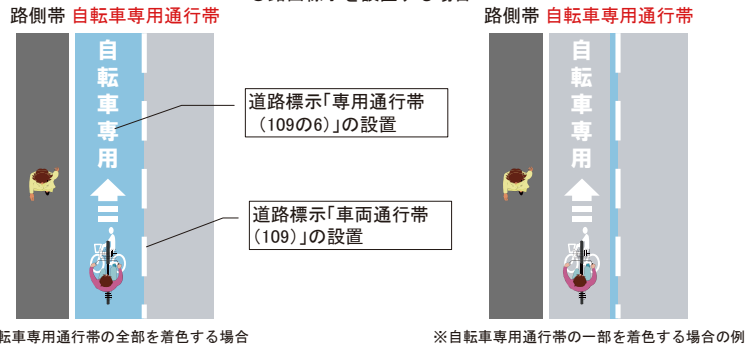 路側帯 自転車専用通行帯
路側帯 自転車専用通行帯
自転車専用
道路標示「専用通行帯
（109の6）」の設置
道路標示「車両通行帯
（109）」の設置
自転車専用
転車専用通行帯の全部を着色する場合
※自転車専用通行帯の一部を着色する場合の例